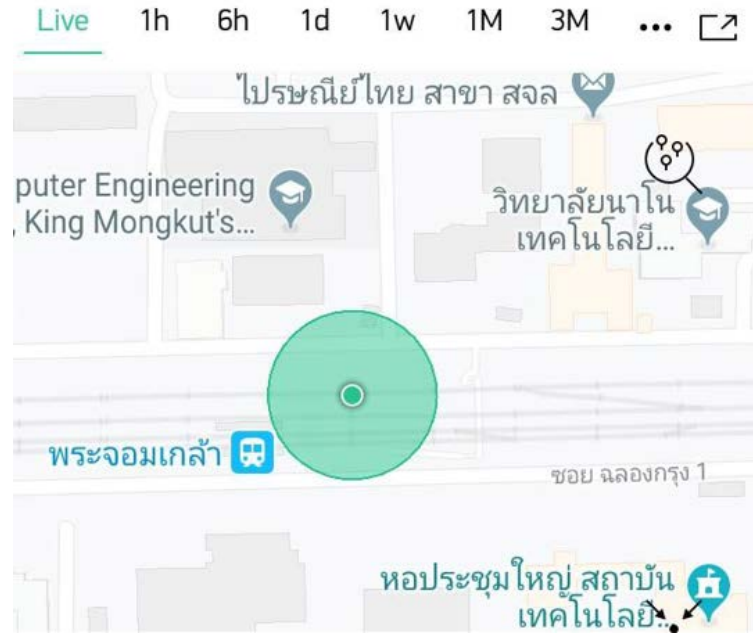 Live 1h 6h 1d 1w 1M 3M
ไปรษณีย์ไทย สาขา สจล
puter Engineering
, King Mongkut's...
วิทยาลัยนาโน
เทคโนโลยี...
พระจอมเกล้า
ซอย ฉลองกรุง 1
หอประชุมใหญ่ สถาบัน
เทคโนโลยี...